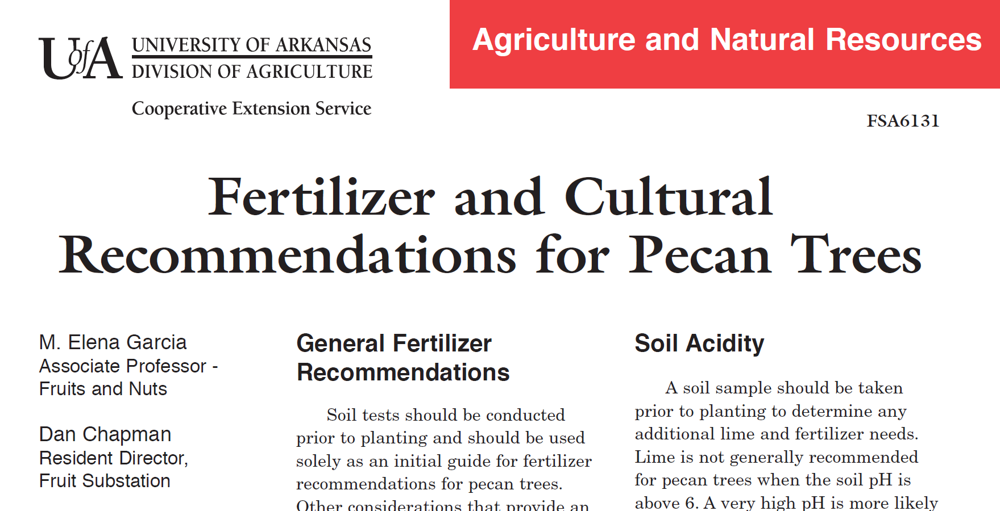 UofA
UNIVERSITY OF ARKANSAS
DIVISION OF AGRICULTURE
Cooperative Extension Service
Agriculture and Natural Resources
FSA6131
Fertilizer and Cultural
Recommendations for Pecan Trees
M. Elena Garcia
Associate Professor -
Fruits and Nuts
Dan Chapman
Resident Director,
Fruit Substation
General Fertilizer
Recommendations
Soil tests should be conducted
prior to planting and should be used
solely as an initial guide for fertilizer
recommendations for pecan trees.
Other considerations that provide an
Soil Acidity
A soil sample should be taken
prior to planting to determine any
additional lime and fertilizer needs.
Lime is not generally recommended
for pecan trees when the soil pH is
above 6. A very high pH is more likely